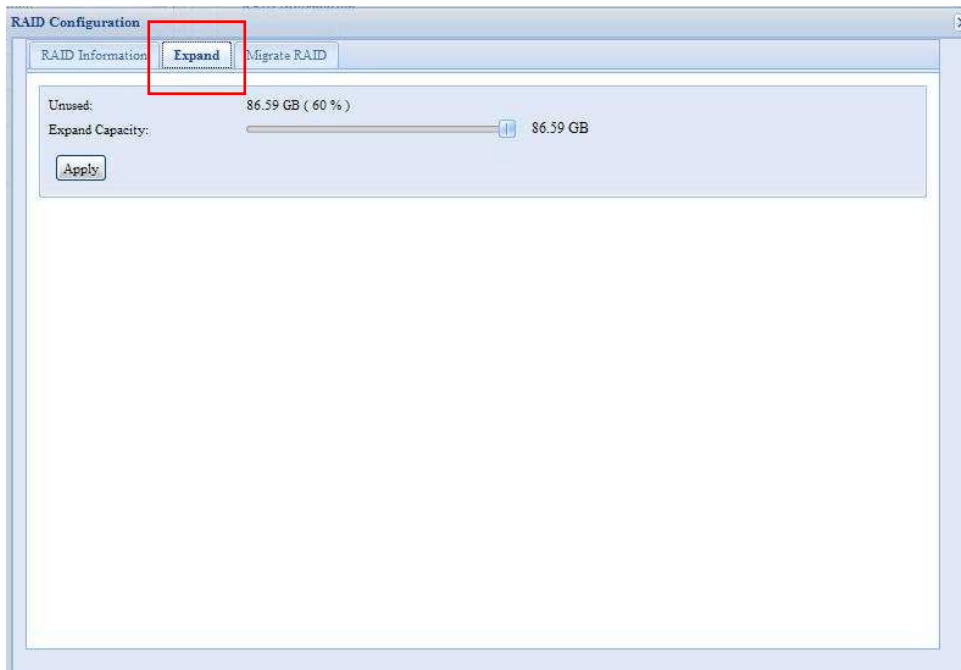 RAID Configuration
RAID Information Expand Migrate RAID
Unused: 86.59 GB ( 60 % )
Expand Capacity: 86.59 GB
Apply